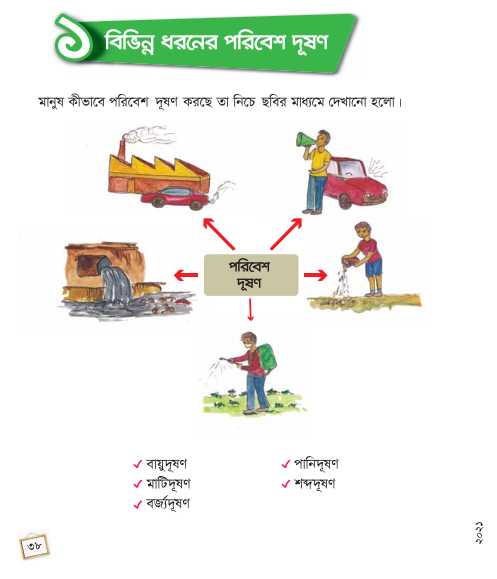 ১ বিভিন্ন ধরনের পরিবেশ দূষণ
মানুষ কীভাবে পরিবেশ দূষণ করছে তা নিচে ছবির মাধ্যমে দেখানো হলো।
পরিবেশ
দূষণ
✓ বায়ুদূষণ
✓ পানিদূষণ
✓ মাটিদূষণ
✓ শব্দদূষণ
✓ বর্জ্যদূষণ
৩৮
২০২১